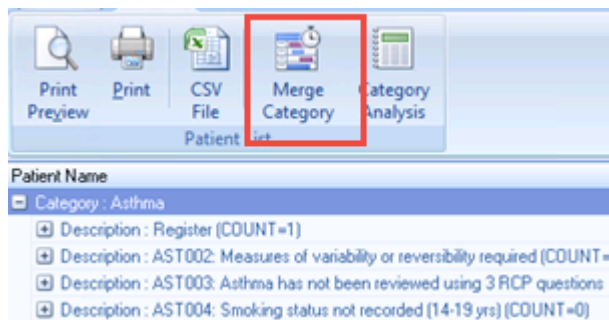 Print Preview
Print
CSV File
Merge Category
Category Analysis
Patient List
Patient Name
Category : Asthma
Description : Register (COUNT=1)
Description : AST002: Measures of variability or reversibility required (COUNT=
Description : AST003: Asthma has not been reviewed using 3 RCP questions
Description : AST004: Smoking status not recorded (14-19 yrs) (COUNT=0)